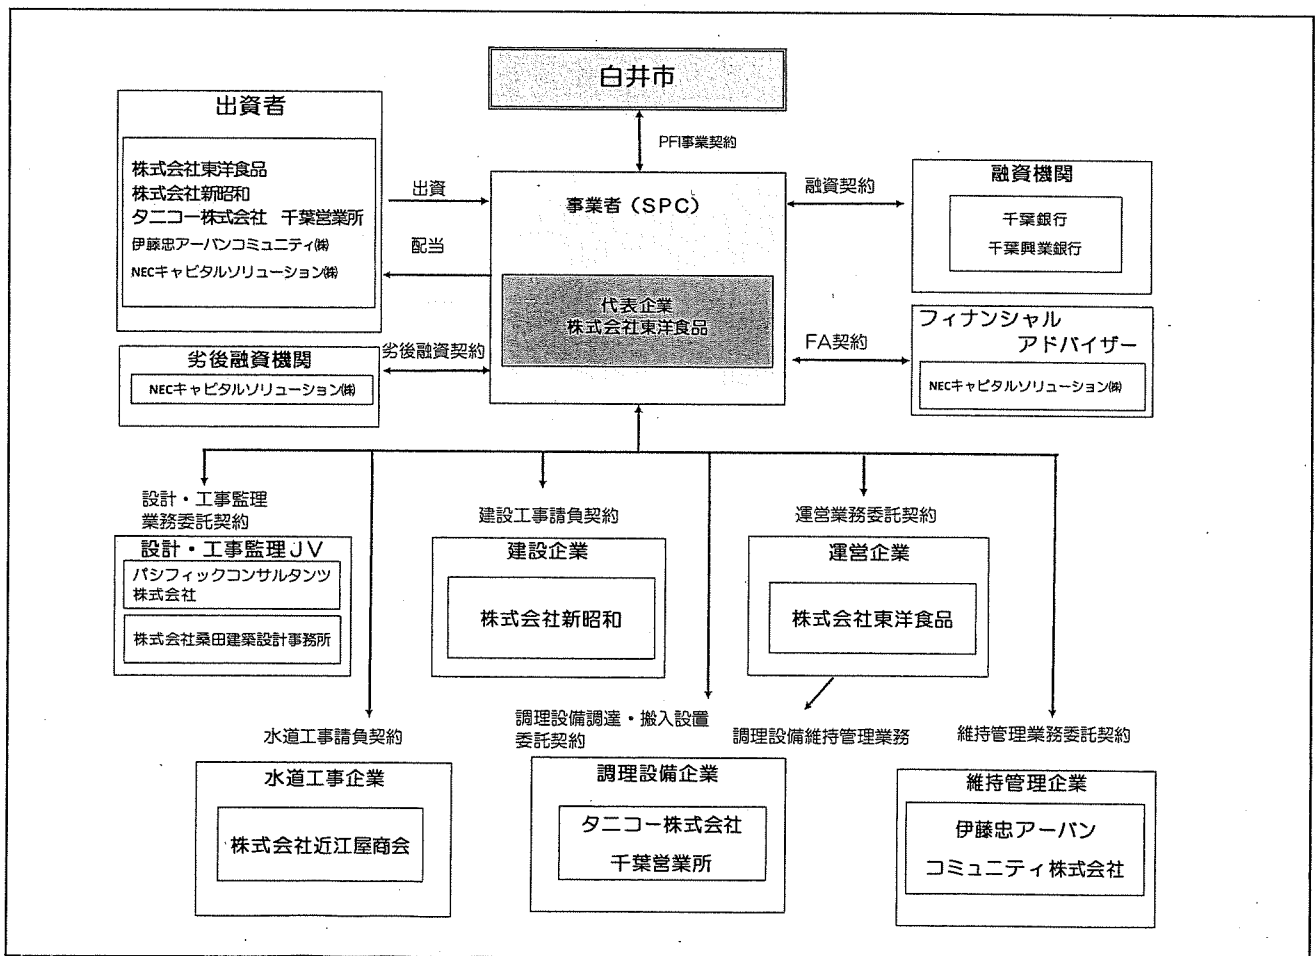 白井市
PFI事業契約
出資者
株式会社東洋食品
株式会社新昭和
タニコー株式会社 千葉営業所
伊藤忠アーバンコミュニティ㈱
NECキャピタルソリューション㈱
出資
配当
事業者（SPC）
代表企業
株式会社東洋食品
融資契約
融資機関
千葉銀行
千葉興業銀行
劣後融資機関
NECキャピタルソリューション㈱
劣後融資契約
FA契約
フィナンシャル
アドバイザー
NECキャピタルソリューション㈱
設計・工事監理
業務委託契約
設計・工事監理JV
パシフィックコンサルタンツ
株式会社
株式会社桑田建築設計事務所
建設工事請負契約
建設企業
株式会社新昭和
運営業務委託契約
運営企業
株式会社東洋食品
水道工事請負契約
水道工事企業
株式会社近江屋商会
調理設備調達・搬入設置
委託契約
調理設備企業
タニコー株式会社
千葉営業所
調理設備維持管理業務
維持管理業務委託契約
維持管理企業
伊藤忠アーバン
コミュニティ株式会社